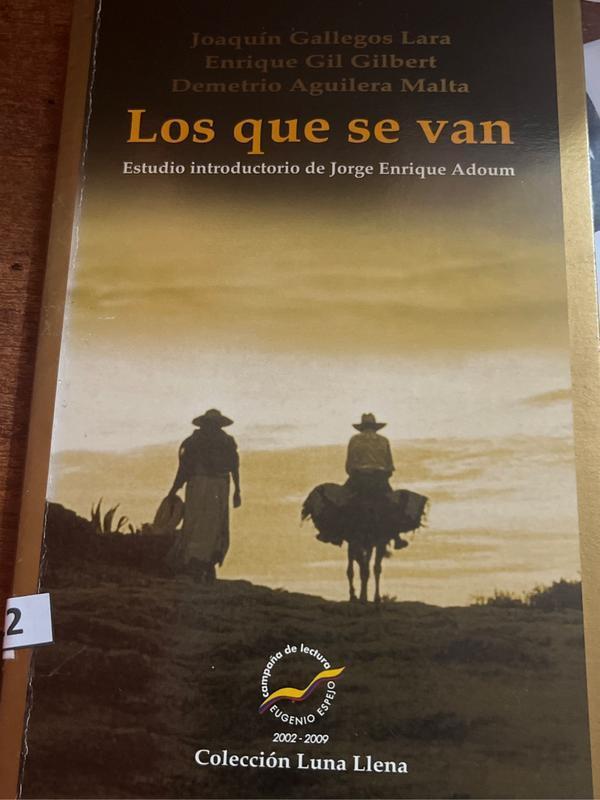 Joaquín Gallegos Lara
Enrique Gil Gilbert
Demetrio Aguilera Malta
Los que se van
Estudio introductorio de Jorge Enrique Adoum
2
campaña de lectura
EUGENIO ESPEJO
2002 - 2009
Colección Luna Llena